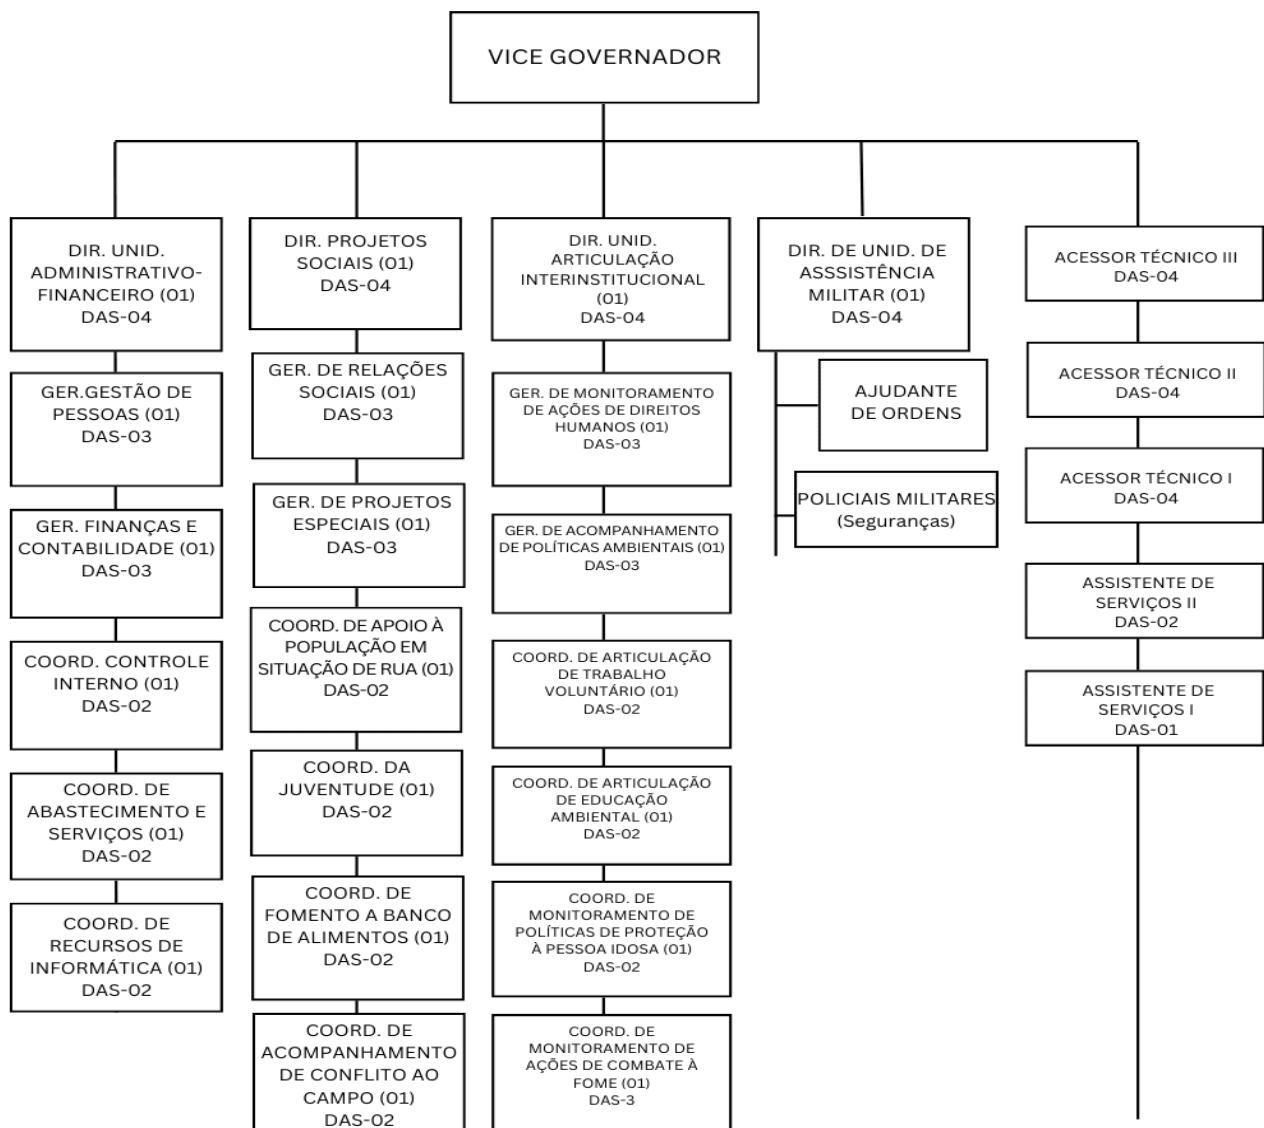 VICE GOVERNADOR
DIR. UNID.
ADMINISTRATIVO-
FINANCEIRO (01)
DAS-04
GER.GESTÃO DE
PESSOAS (01)
DAS-03
GER. FINANÇAS E
CONTABILIDADE (01)
DAS-03
COORD. CONTROLE
INTERNO (01)
DAS-02
COORD. DE
ABASTECIMENTO E
SERVIÇOS (01)
DAS-02
COORD. DE
RECURSOS DE
INFORMÁTICA (01)
DAS-02
DIR. PROJETOS
SOCIAIS (01)
DAS-04
GER. DE RELAÇÕES
SOCIAIS (01)
DAS-03
GER. DE PROJETOS
ESPECIAIS (01)
DAS-03
COORD. DE APOIO À
POPULAÇÃO EM
SITUAÇÃO DE RUA (01)
DAS-02
COORD. DA
JUVENTUDE (01)
DAS-02
COORD. DE
FOMENTO A BANCO
DE ALIMENTOS (01)
DAS-02
COORD. DE
ACOMPANHAMENTO
DE CONFLITO AO
CAMPO (01)
DAS-02
DIR. UNID.
ARTICULAÇÃO
INTERINSTITUCIONAL
(01)
DAS-04
GER. DE MONITORAMENTO
DE AÇÕES DE DIREITOS
HUMANOS (01)
DAS-03
GER. DE ACOMPANHAMENTO
DE POLÍTICAS AMBIENTAIS (01)
DAS-03
COORD. DE ARTICULAÇÃO
DE TRABALHO
VOLUNTÁRIO (01)
DAS-02
COORD. DE ARTICULAÇÃO
DE EDUCAÇÃO
AMBIENTAL (01)
DAS-02
COORD. DE
MONITORAMENTO DE
POLÍTICAS DE PROTEÇÃO
À PESSOA IDOSA (01)
DAS-02
COORD. DE
MONITORAMENTO DE
AÇÕES DE COMBATE À
FOME (01)
DAS-3
DIR. DE UNID. DE
ASSSISTÊNCIA
MILITAR (01)
DAS-04
AJUDANTE
DE ORDENS
POLICIAIS MILITARES
(Seguranças)
ACESSOR TÉCNICO III
DAS-04
ACESSOR TÉCNICO II
DAS-04
ACESSOR TÉCNICO I
DAS-04
ASSISTENTE DE
SERVIÇOS II
DAS-02
ASSISTENTE DE
SERVIÇOS I
DAS-01